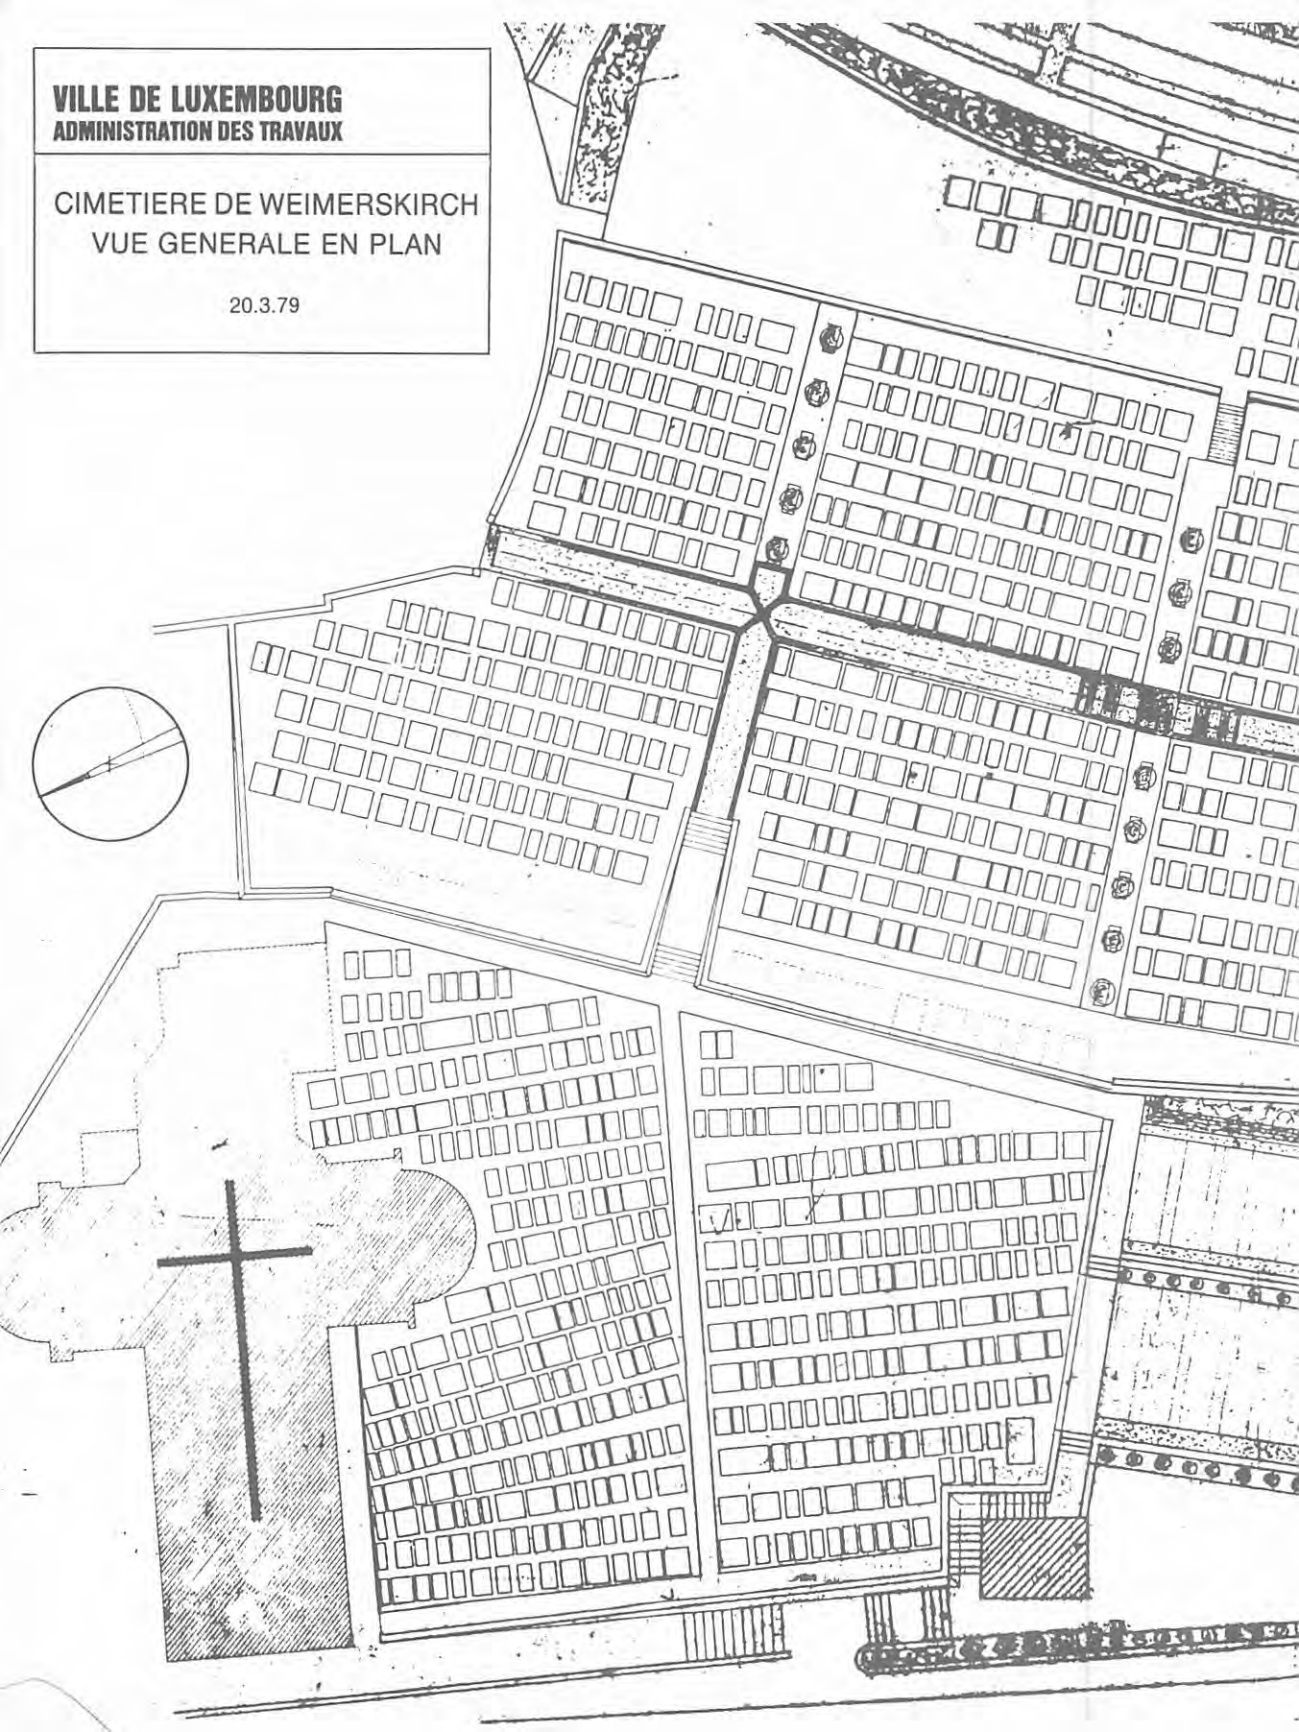 VILLE DE LUXEMBOURG
ADMINISTRATION DES TRAVAUX
CIMETIERE DE WEIMERSKIRCH
VUE GENERALE EN PLAN
20.3.79